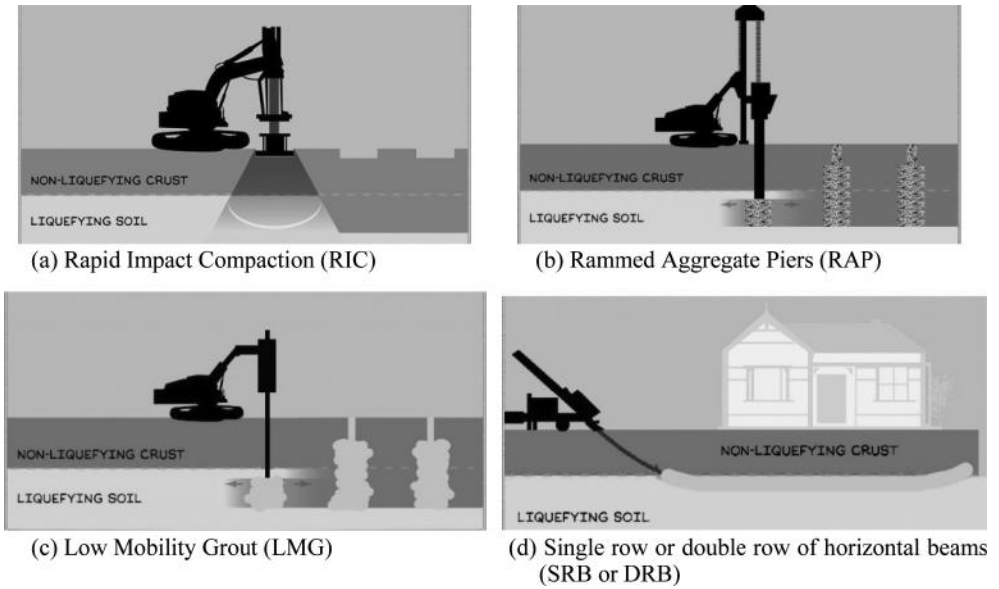 NON-LIQUEFYING CRUST
LIQUEFYING SOIL
(a) Rapid Impact Compaction (RIC)
NON-LIQUEFYING CRUST
LIQUEFYING SOIL
(b) Rammed Aggregate Piers (RAP)
NON-LIQUEFYING CRUST
LIQUEFYING SOIL
(c) Low Mobility Grout (LMG)
NON-LIQUEFYING CRUST
LIQUEFYING SOIL
(d) Single row or double row of horizontal beams
(SRB or DRB)